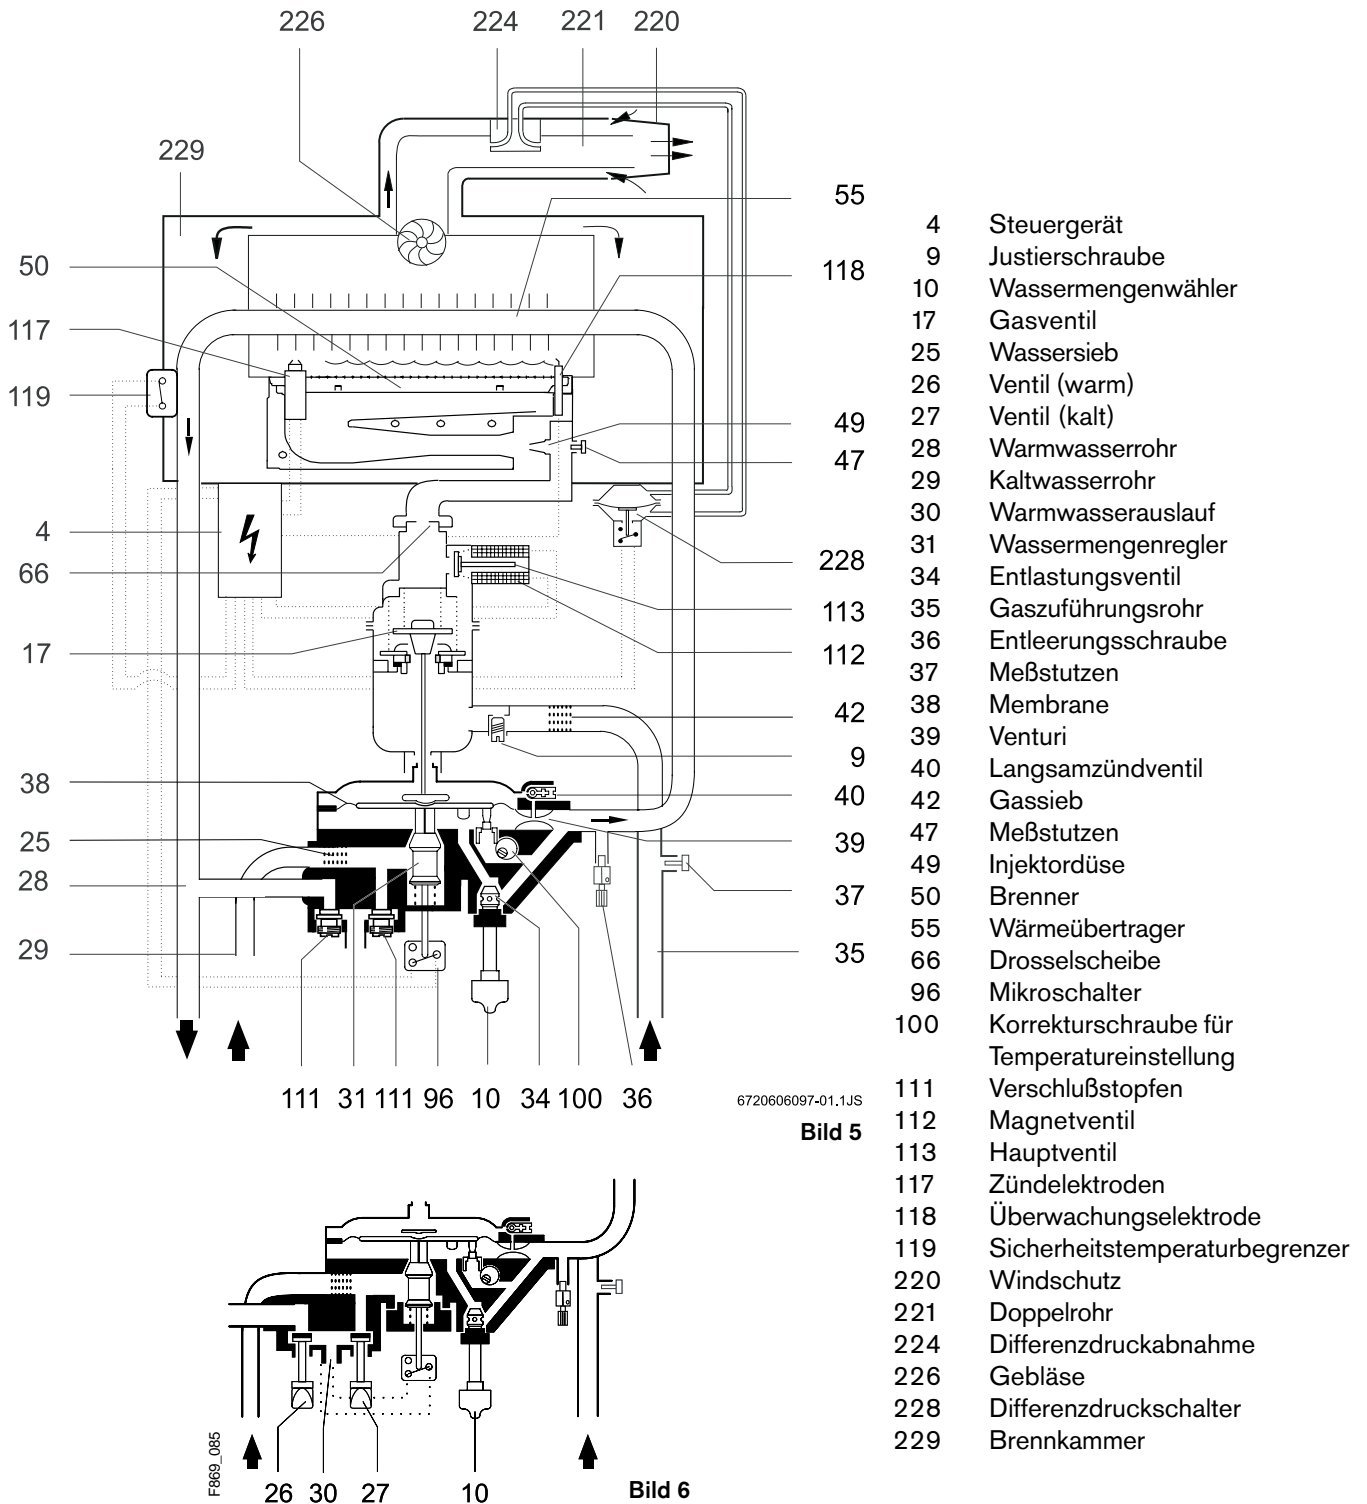 226 224 221 220
229
55
50
118
117
119
49
47
4
66
228
113
17
112
42
9
38
40
25
39
28
37
29
35
111 31 111 96 10 34 100 36
6720606097-01.1JS
Bild 5
F869_085
26 30 27 10
Bild 6
4 Steuergerät
9 Justierschraube
10 Wassermengenwähler
17 Gasventil
25 Wassersieb
26 Ventil (warm)
27 Ventil (kalt)
28 Warmwasserrohr
29 Kaltwasserrohr
30 Warmwasserauslauf
31 Wassermengenregler
34 Entlastungsventil
35 Gaszuführungsrohr
36 Entleerungsschraube
37 Meßstutzen
38 Membrane
39 Venturi
40 Langsamzündventil
42 Gassieb
47 Meßstutzen
49 Injektordüse
50 Brenner
55 Wärmeübertrager
66 Drosselscheibe
96 Mikroschalter
100 Korrekturschraube für
Temperatureinstellung
111 Verschlußstopfen
112 Magnetventil
113 Hauptventil
117 Zündelektroden
118 Überwachungselektrode
119 Sicherheitstemperaturbegrenzer
220 Windschutz
221 Doppelrohr
224 Differenzdruckabnahme
226 Gebläse
228 Differenzdruckschalter
229 Brennkammer